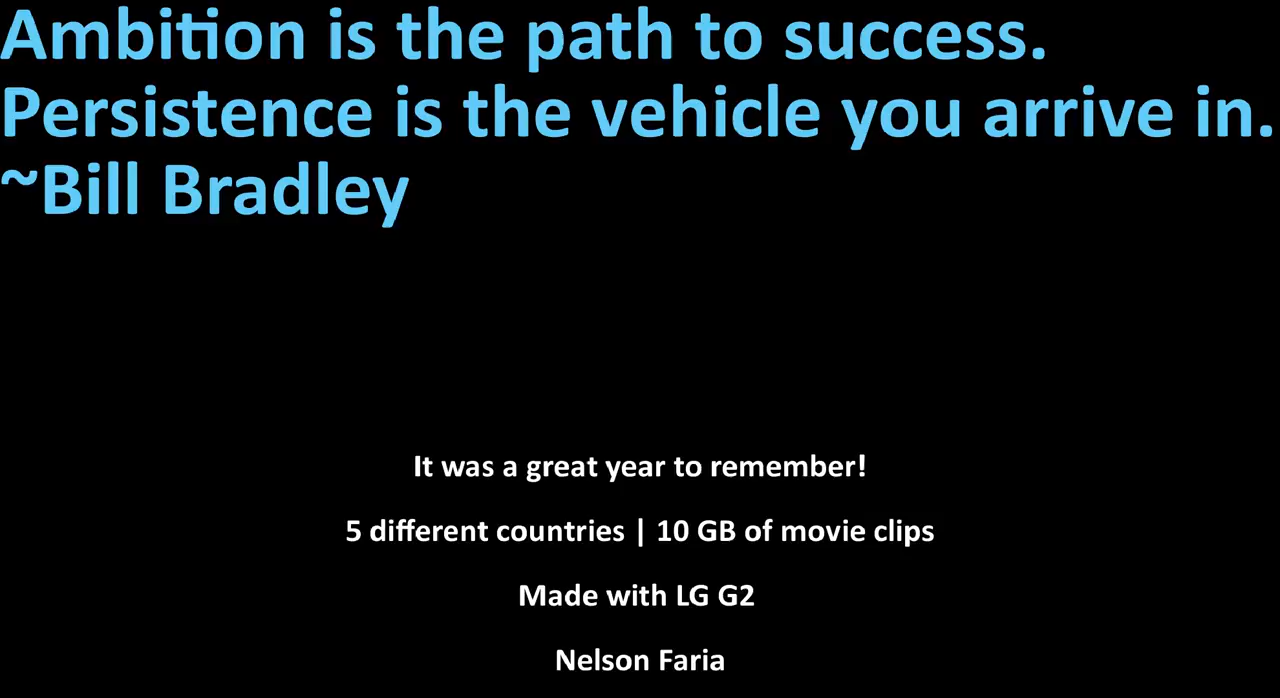 Ambition is the path to success.
Persistence is the vehicle you arrive in.
~Bill Bradley
It was a great year to remember!
5 different countries | 10 GB of movie clips
Made with LG G2
Nelson Faria